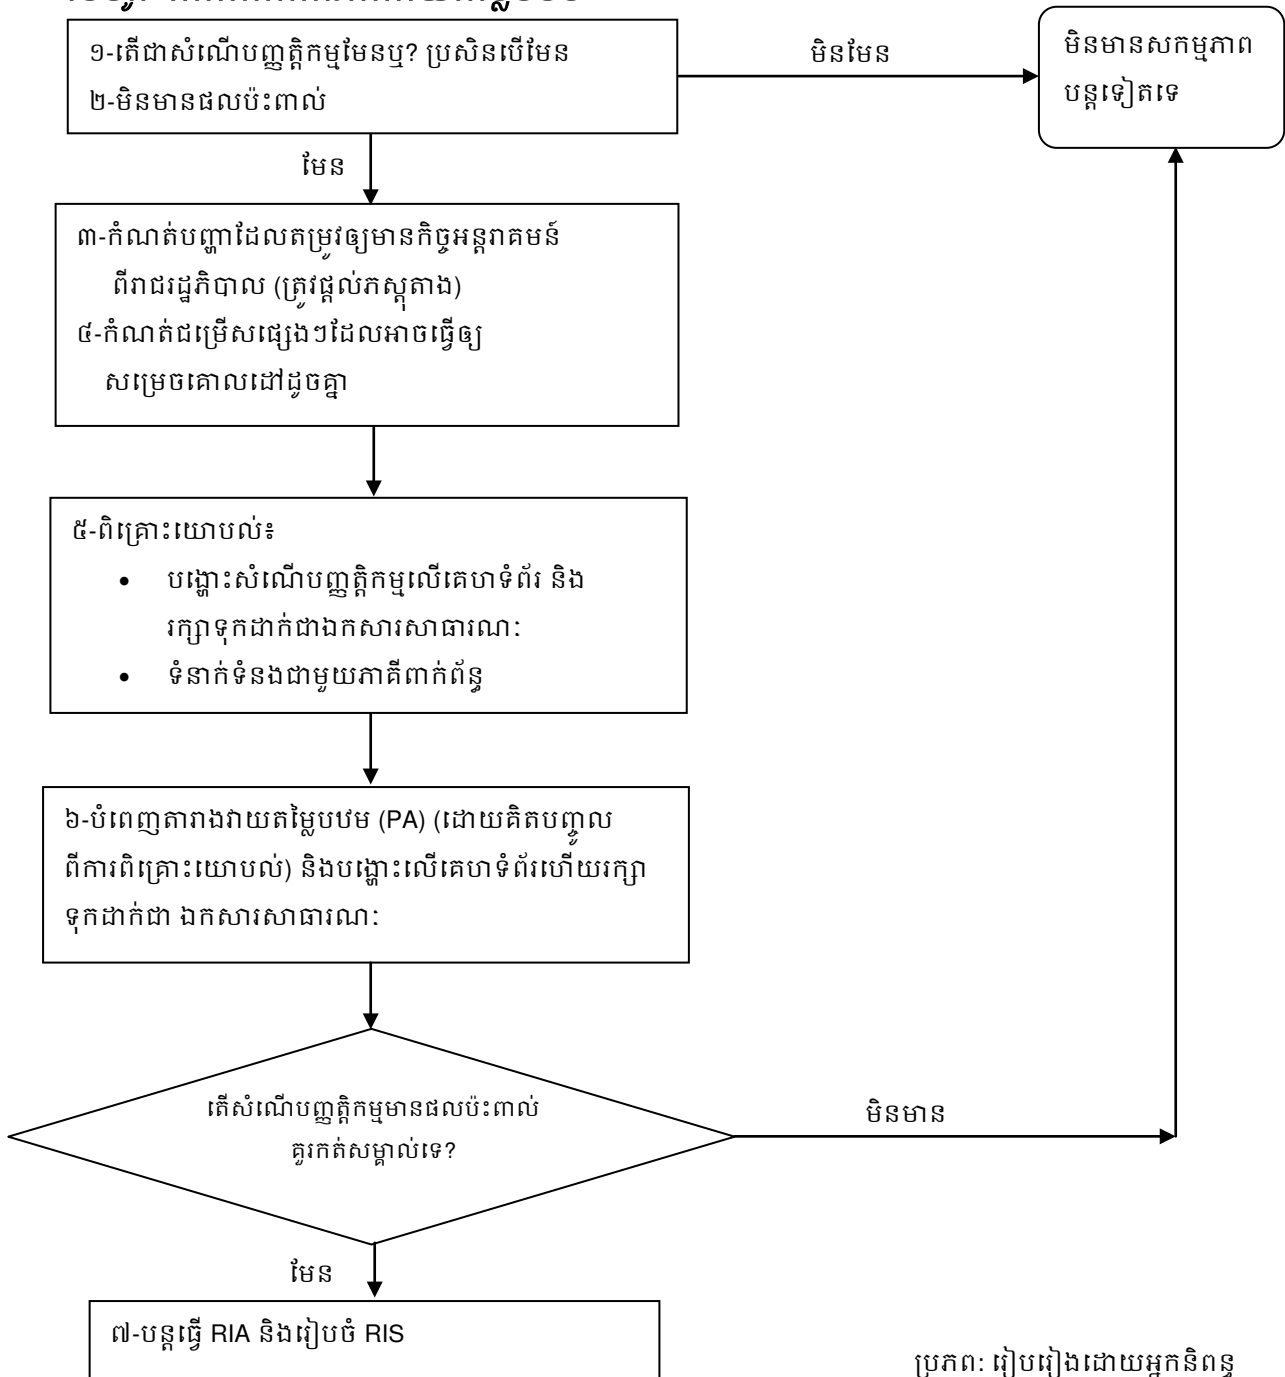 ១-តើជាសំណើបញ្ញត្តិកម្មមែនឬ? ប្រសិនបើមែន
២-មិនមានផលប៉ះពាល់
មិនមែន
មិនមានសកម្មភាព
បន្តទៀតទេ
មែន
៣-កំណត់បញ្ហាដែលតម្រូវឲ្យមានកិច្ចអន្តរាគមន៍
ពីរាជរដ្ឋភិបាល (ត្រូវផ្តល់ភស្តុតាង)
៤-កំណត់ជម្រើសផ្សេងៗដែលអាចធ្វើឲ្យ
សម្រេចគោលដៅដូចគ្នា
៥-ពិគ្រោះយោបល់៖
• បង្ហោះសំណើបញ្ញត្តិកម្មលើគេហទំព័រ និង
រក្សាទុកដាក់ជាឯកសារសាធារណៈ
• ទំនាក់ទំនងជាមួយភាគីពាក់ព័ន្ធ
៦-បំពេញតារាងវាយតម្លៃបឋម (PA) (ដោយគិតបញ្ចូល
ពីការពិគ្រោះយោបល់) និងបង្ហោះលើគេហទំព័រហើយរក្សា
ទុកដាក់ជា ឯកសារសាធារណៈ
តើសំណើបញ្ញត្តិកម្មមានផលប៉ះពាល់
គួរកត់សម្គាល់ទេ?
មិនមាន
មែន
៧-បន្តធ្វើ RIA និងរៀបចំ RIS
ប្រភព: រៀបរៀងដោយអ្នកនិពន្ធ